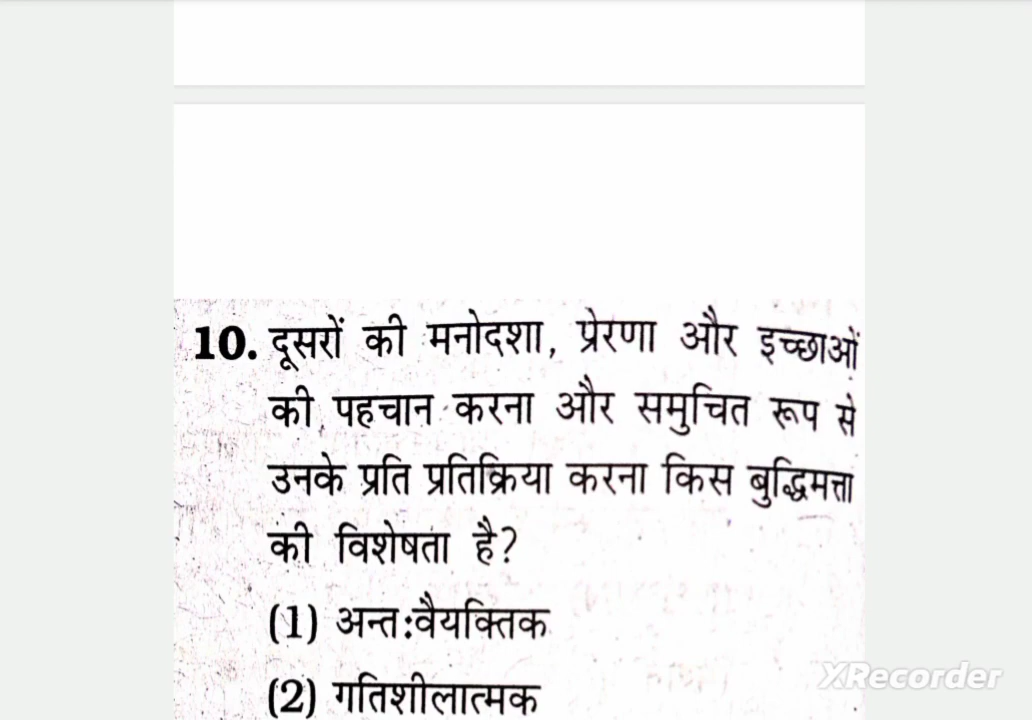 10. दूसरों की मनोदशा, प्रेरणा और इच्छाओं
की पहचान करना और समुचित रूप से
उनके प्रति प्रतिक्रिया करना किस बुद्धिमत्ता
की विशेषता है?
(1) अन्त:वैयक्तिक
(2) गतिशीलात्मक
XRecorder